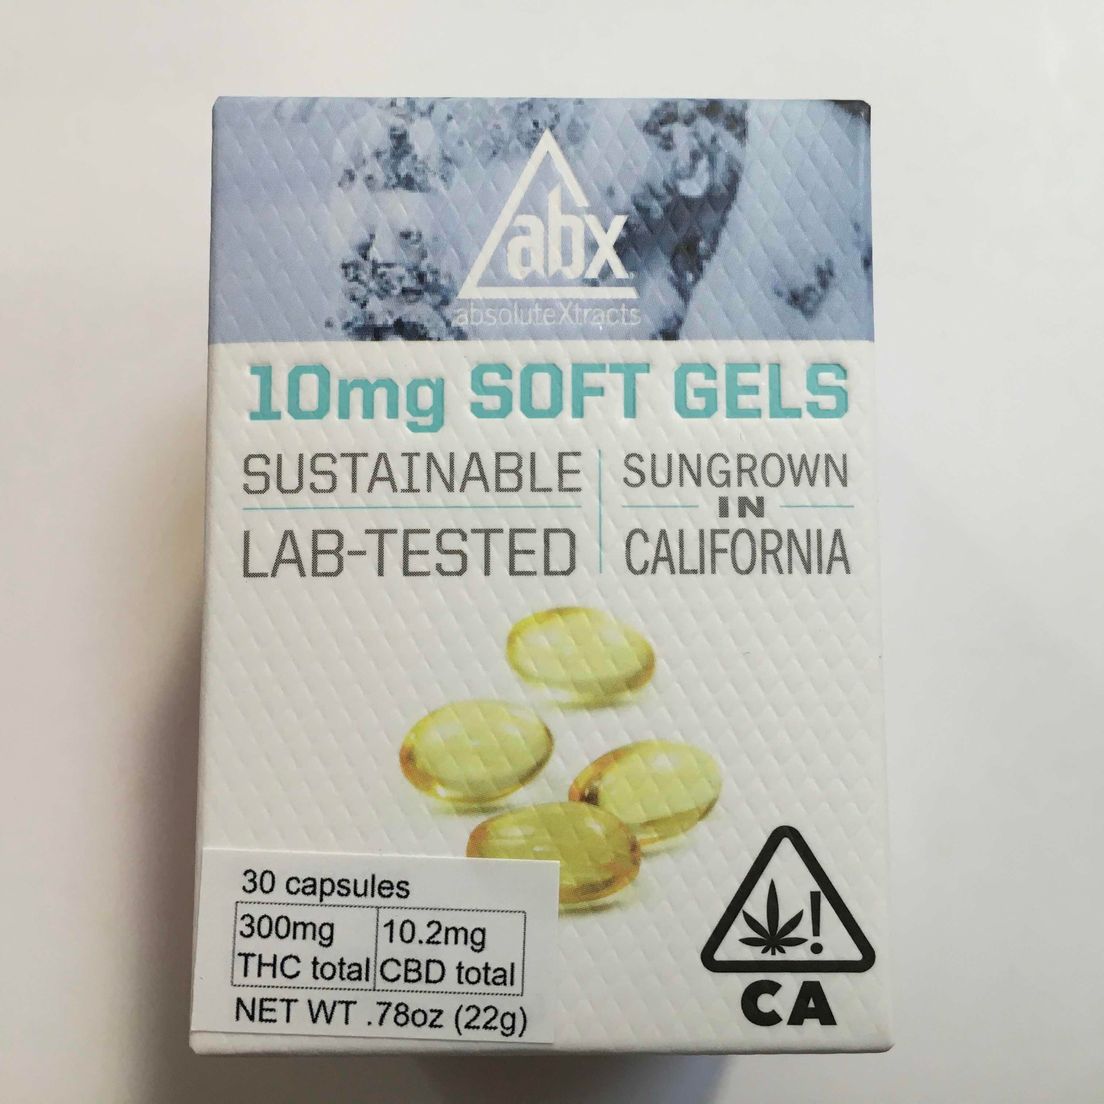 abx
absoluteXtracts
10mg SOFT GELS
SUSTAINABLE
LAB-TESTED
SUNGROWN
IN
CALIFORNIA
30 capsules
300mg 10.2mg
THC total CBD total
NET WT .78oz (22g)
!
CA